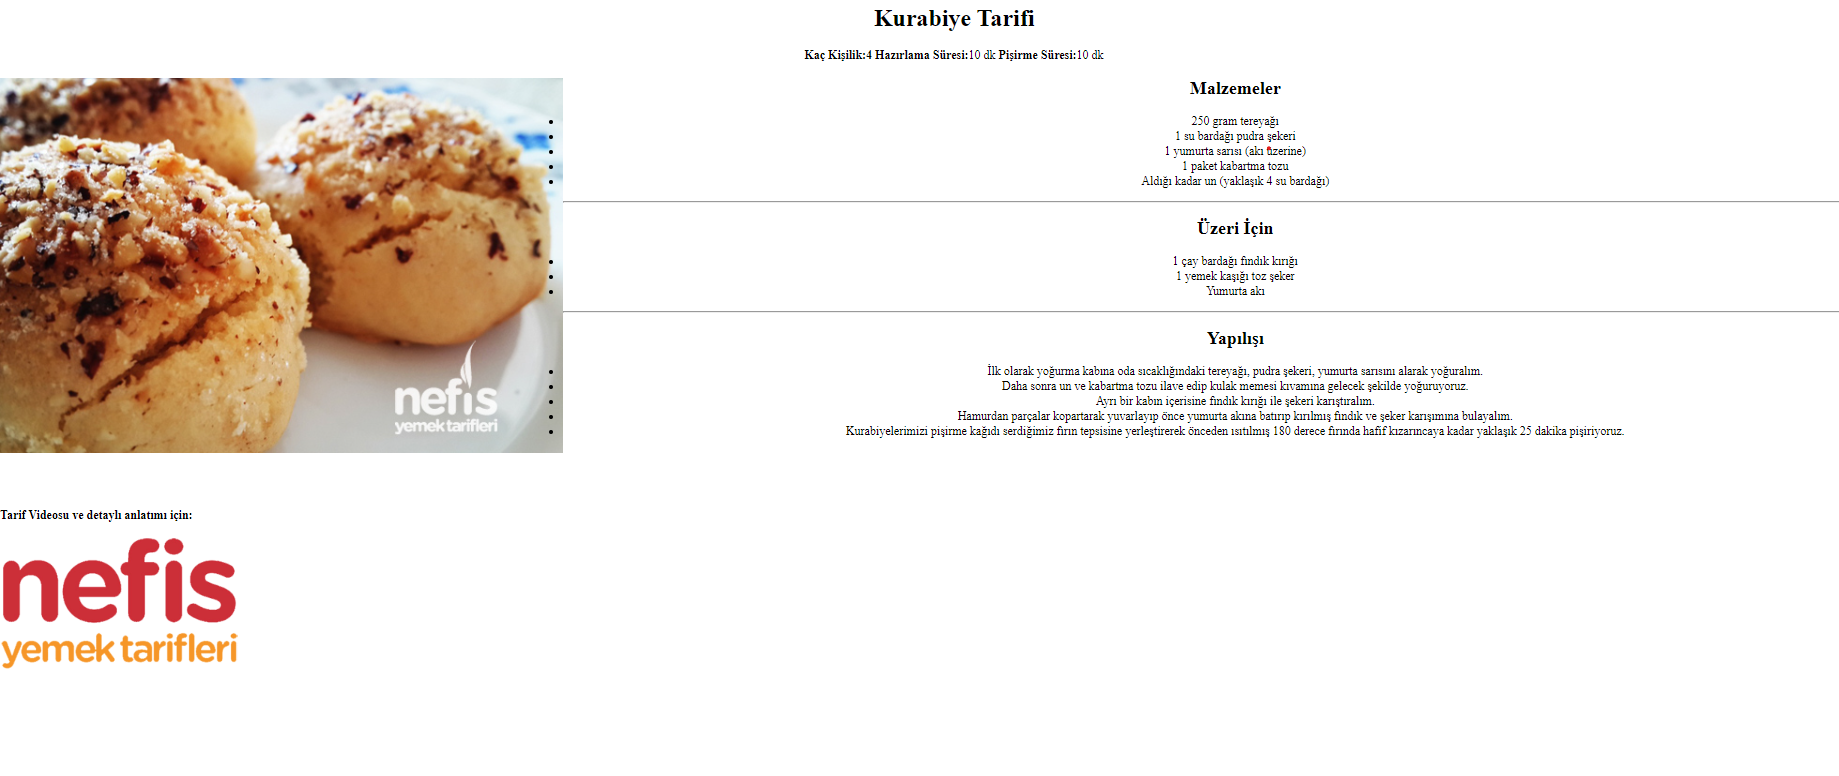 Kurabiye Tarifi
Kaç Kişilik:4 Hazırlama Süresi:10 dk Pişirme Süresi:10 dk
Malzemeler
250 gram tereyağı
1 su bardağı pudra şekeri
1 yumurta sarısı (akı üzerine)
1 paket kabartma tozu
Aldığı kadar un (yaklaşık 4 su bardağı)
Üzeri İçin
1 çay bardağı fındık kırığı
1 yemek kaşığı toz şeker
Yumurta akı
Yapılışı
İlk olarak yoğurma kabına oda sıcaklığındaki tereyağı, pudra şekeri, yumurta sarısını alarak yoğuralım.
Daha sonra un ve kabartma tozu ilave edip kulak memesi kıvamına gelecek şekilde yoğuruyoruz.
Ayrı bir kabın içerisine fındık kırığı ile şekeri karıştıralım.
Hamurdan parçalar kopartarak yuvarlayıp önce yumurta akına batırıp kırılmış fındık ve şeker karışımına bulayalım.
Kurabiyelerimizi pişirme kağıdı serdiğimiz fırın tepsisine yerleştirerek önceden ısıtılmış 180 derece fırında hafif kızarıncaya kadar yaklaşık 25 dakika pişiriyoruz.
nefis
yemek tarifleri
Tarif Videosu ve detaylı anlatımı için:
nefis
yemek tarifleri